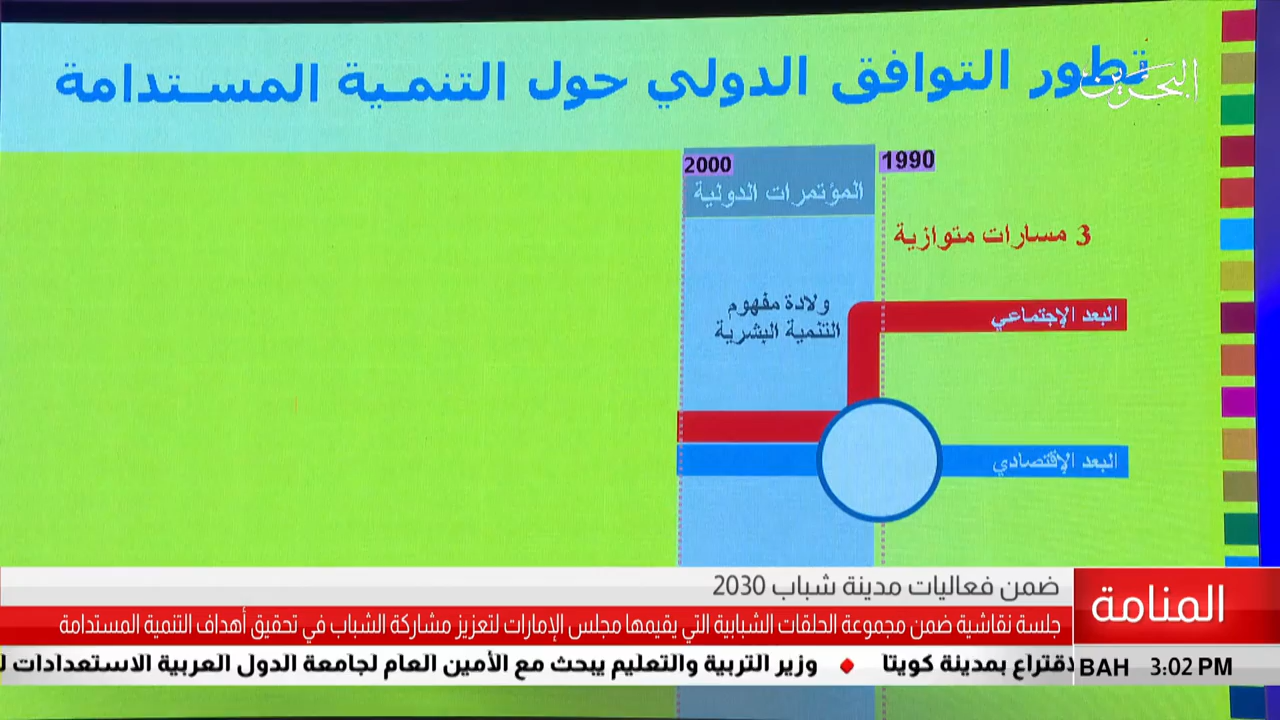 تطور التوافق الدولي حول التنمية المستدامة
البحرين
1990
2000
المؤتمرات الدولية
3 مسارات متوازية
ولادة مفهوم
التنمية البشرية
البعد الإجتماعي
البعد الإقتصادي
المنامة
ضمن فعاليات مدينة شباب 2030
جلسة نقاشية ضمن مجموعة الحلقات الشبابية التي يقيمها مجلس الإمارات لتعزيز مشاركة الشباب في تحقيق أهداف التنمية المستدامة
BAH 3:02 PM
بمدينة كويتا ♦ وزير التربية والتعليم يبحث مع الأمين العام لجامعة الدول العربية الاستعدادات